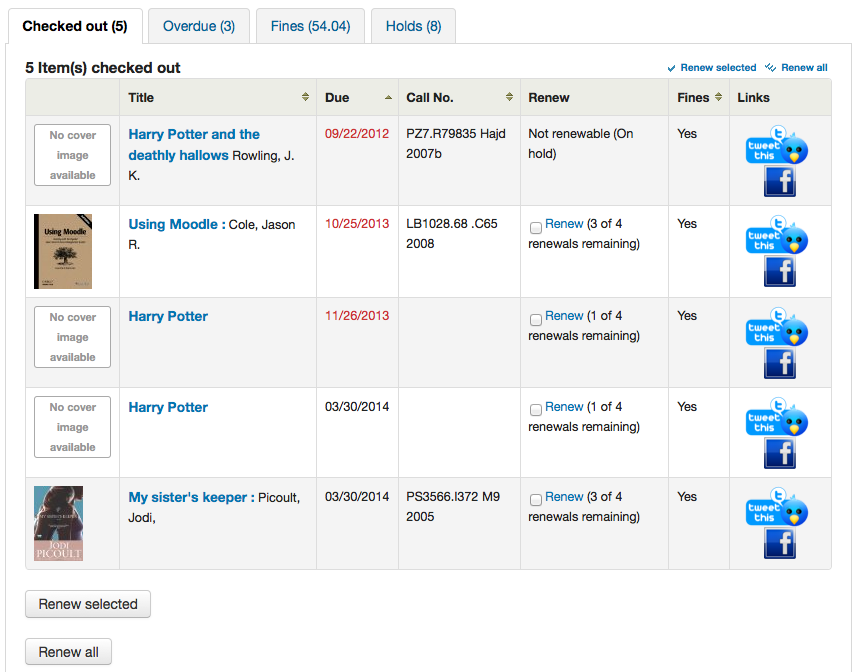 Checked out (5) Overdue (3) Fines (54.04) Holds (8)
5 Item(s) checked out Renew selected Renew all
Title Due Call No. Renew Fines Links
No cover
image
available
Harry Potter and the
deathly hallows Rowling, J.
K.
09/22/2012
PZ7.R79835 Hajd
2007b
Not renewable (On
hold)
Yes
tweet
this
Using Moodle
Using Moodle : Cole, Jason
R.
10/25/2013
LB1028.68 .C65
2008
Renew (3 of 4
renewals remaining)
Yes
tweet
this
No cover
image
available
Harry Potter
11/26/2013
Renew (1 of 4
renewals remaining)
Yes
tweet
this
No cover
image
available
Harry Potter
03/30/2014
Renew (1 of 4
renewals remaining)
Yes
tweet
this
JODI
PICOULT
My sister's keeper : Picoult,
Jodi,
03/30/2014
PS3566.I372 M9
2005
Renew (3 of 4
renewals remaining)
Yes
tweet
this
Renew selected
Renew all